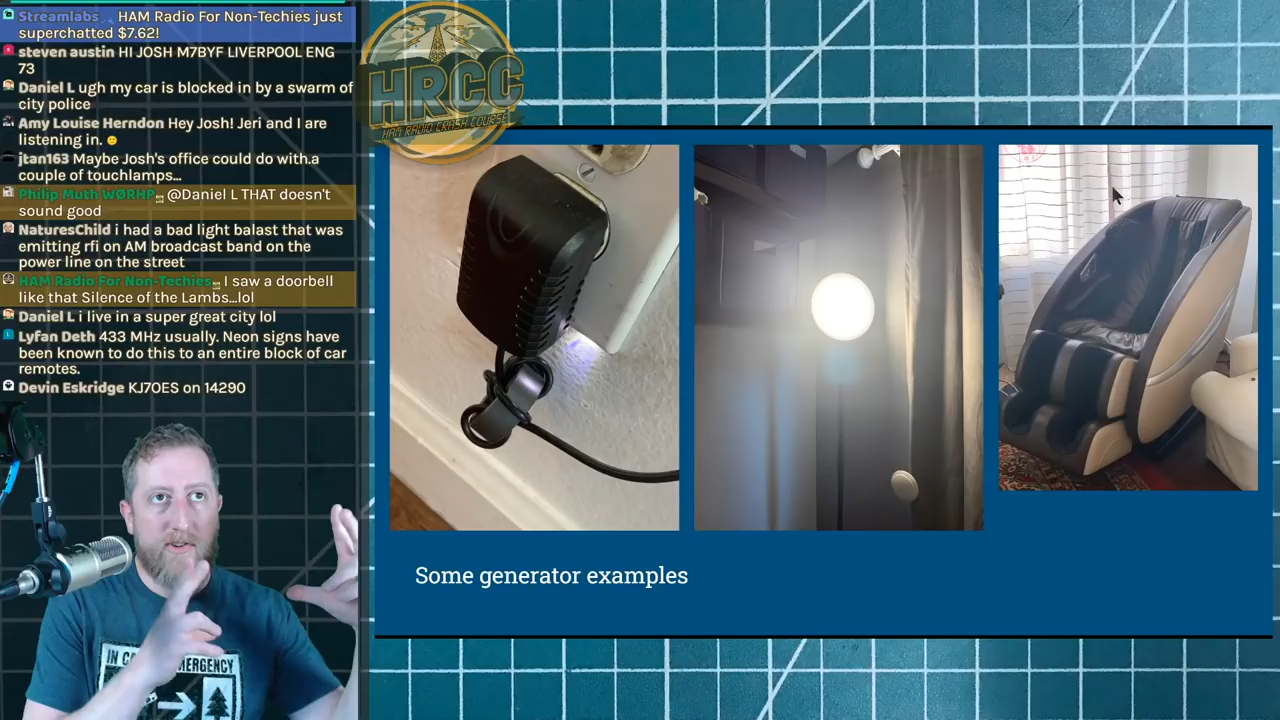 Streamlabs HAM Radio For Non-Techies just
superchatted $7.62!
steven austin HI JOSH M7BYF LIVERPOOL ENG
73
Daniel L ugh my car is blocked in by a swarm of
city police
Amy Louise Herndon Hey Josh! Jeri and I are
listening in.
jtan163 Maybe Josh's office could do with.a
couple of touchlamps...
Philip Muth WØRHP @Daniel L THAT doesn't
sound good
NaturesChild i had a bad light balast that was
emitting rfi on AM broadcast band on the
power line on the street
HAM Radio For Non-Techies I saw a doorbell
like that Silence of the Lambs...lol
Daniel L i live in a super great city lol
Lyfan Deth 433 MHz usually. Neon signs have
been known to do this to an entire block of car
remotes.
Devin Eskridge KJ7OES on 14290
HRCC
HAM RADIO CRASH COURSE
Some generator examples
IN CASE EMERGENCY